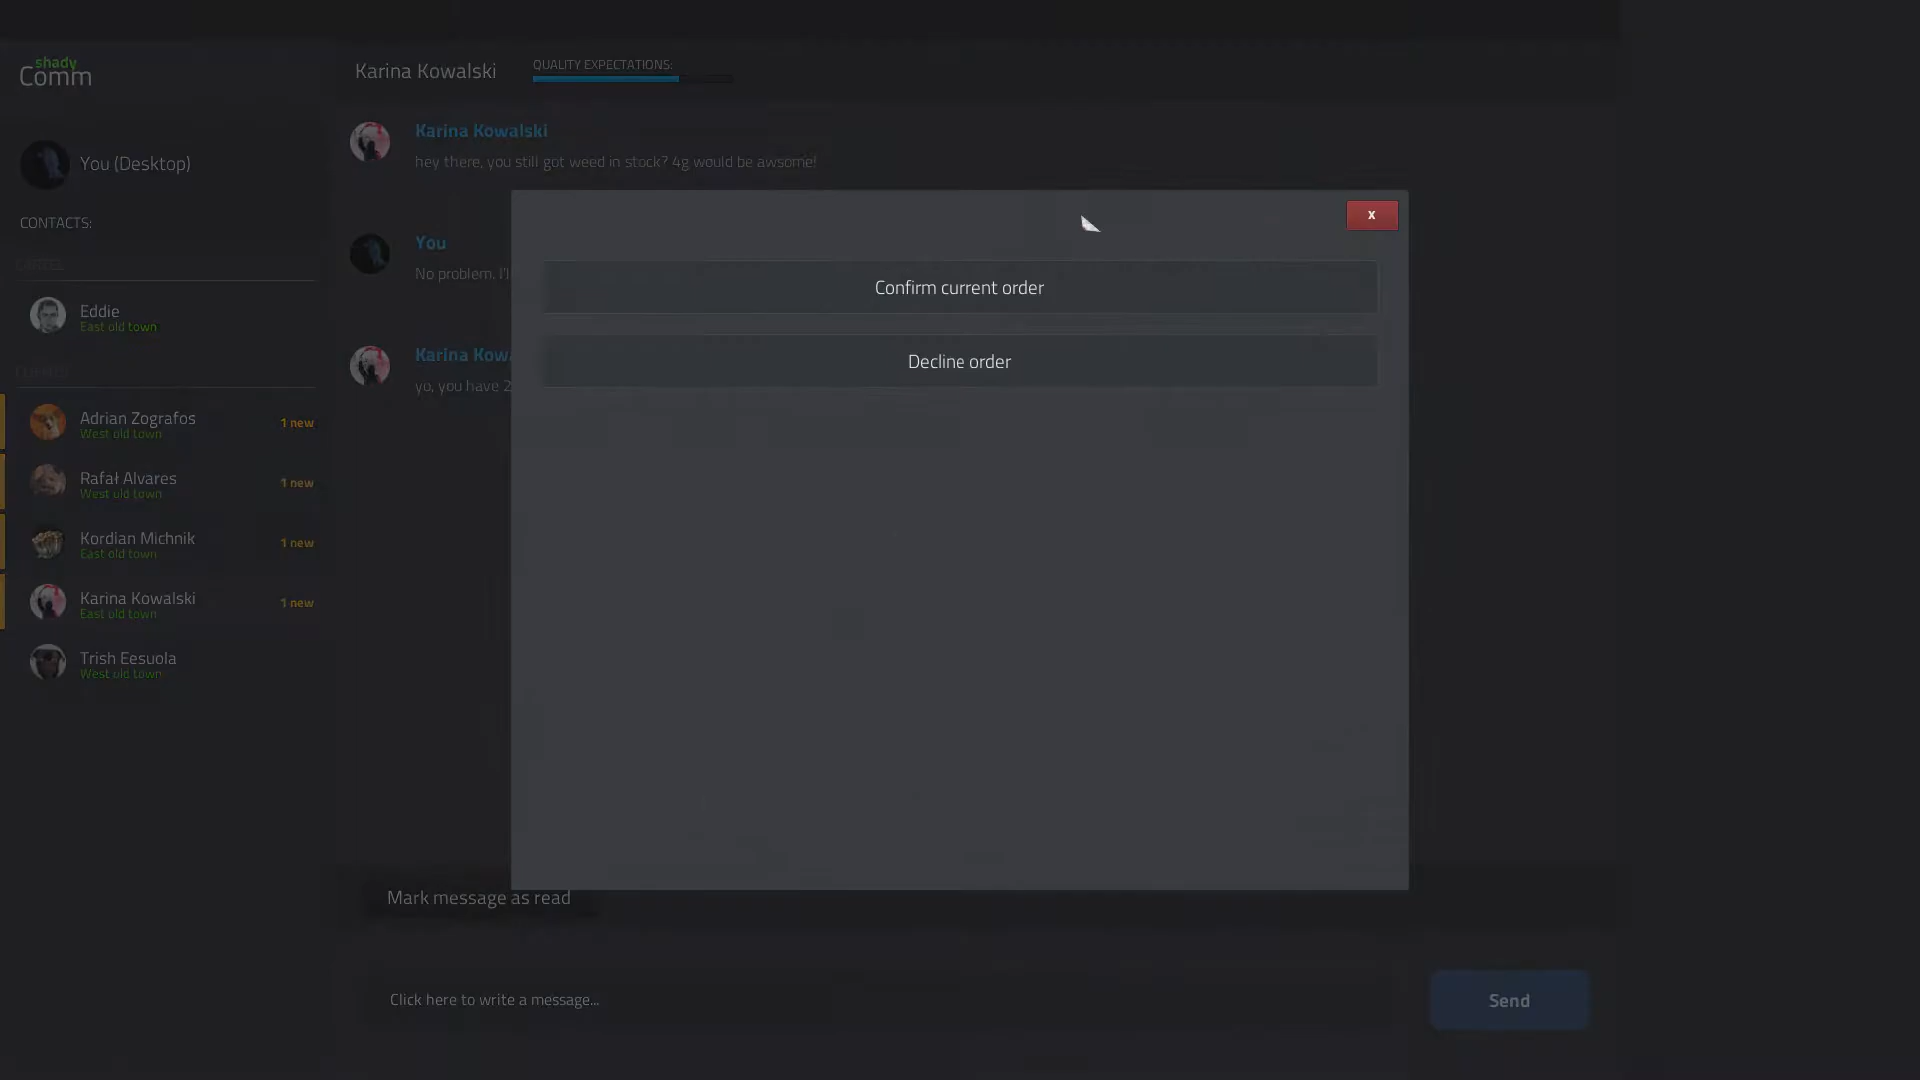 shady
Comm
Karina Kowalski
QUALITY EXPECTATIONS:
You (Desktop)
CONTACTS:
Eddie
East old town
Adrian Zografos
West old town
1 new
Rafał Alvares
West old town
1 new
Kordian Michnik
East old town
1 new
Karina Kowalski
East old town
1 new
Trish Eesuola
West old town
Karina Kowalski
hey there, you still got weed in stock? 4g would be awsome!
You
No problem. I'l
Karina Kowa
yo, you have 2
x
Confirm current order
Decline order
Mark message as read
Click here to write a message...
Send